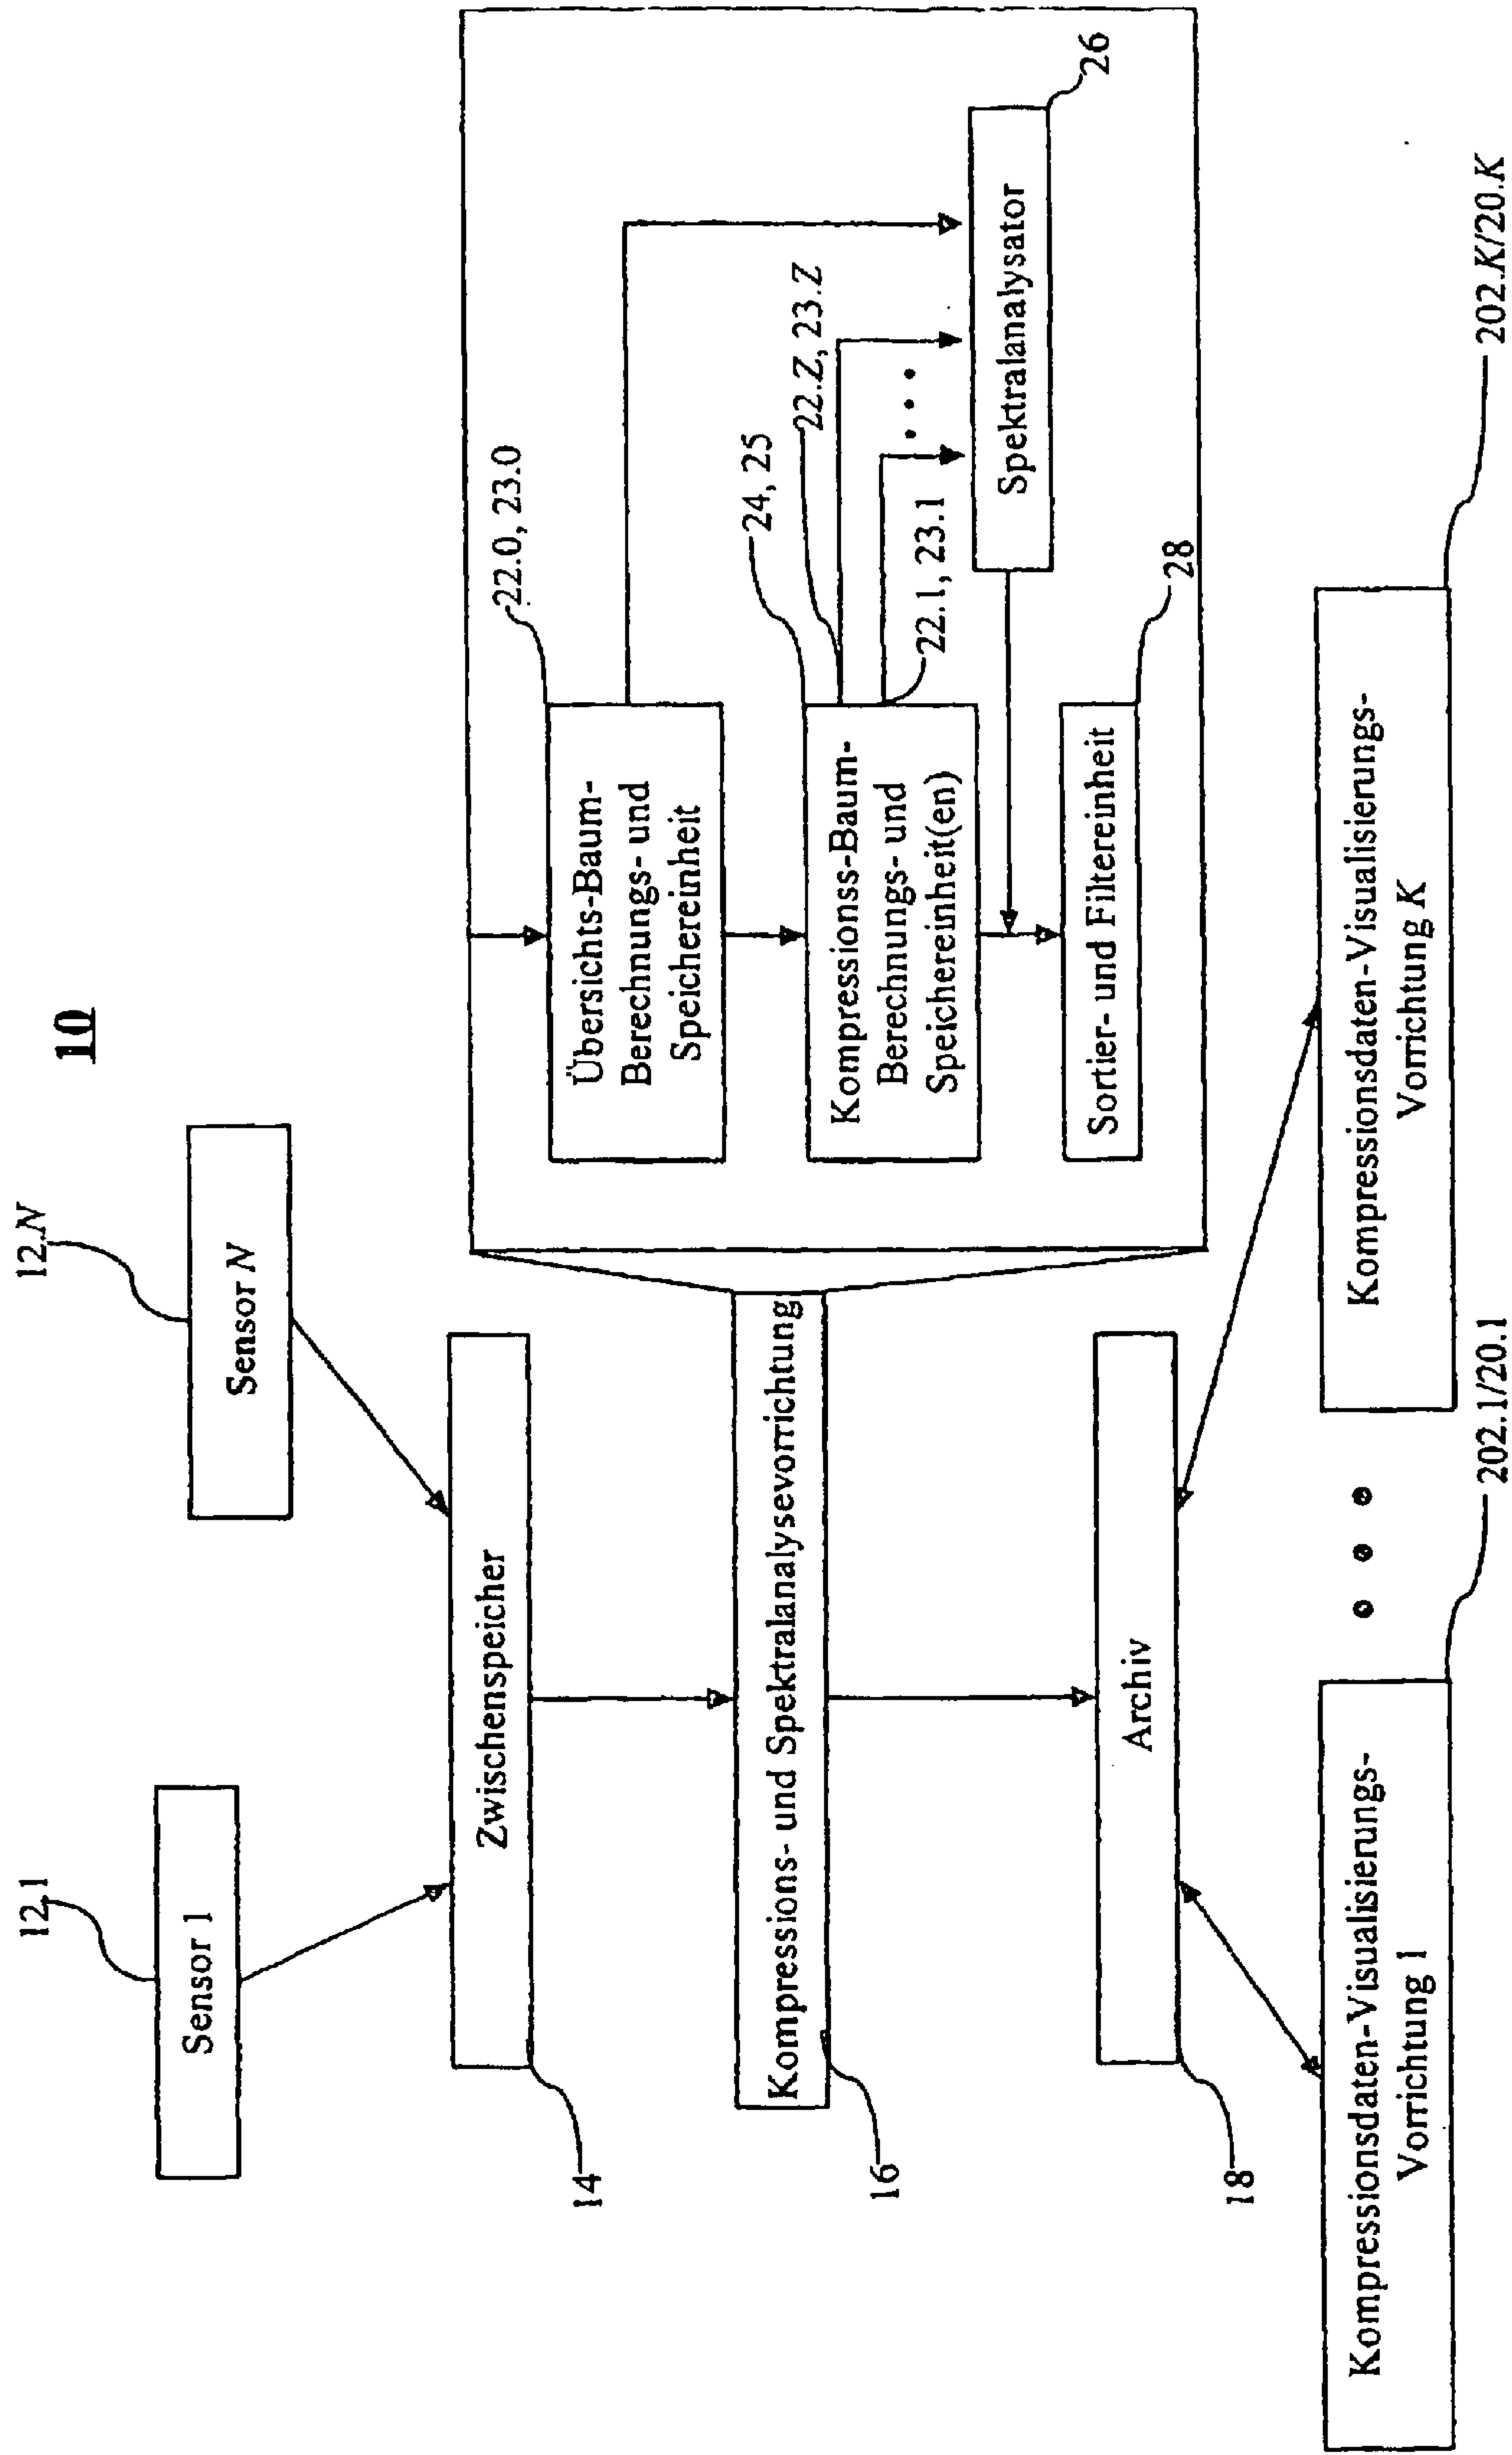 10
12.1
12.N
Sensor 1
Sensor N
Zwischenspeicher
14
Kompressions- und Spektralanalysevorrichtung
16
Archiv
18
Kompressionsdaten-Visualisierungs-
Vorrichtung 1
202.1/20.1
Kompressionsdaten-Visualisierungs-
Vorrichtung K
202.K/20.K
22.0, 23.0
Übersichts-Baum-
Berechnungs- und
Speichereinheit
24, 25
22.Z, 23.Z
Kompressionss-Baum-
Berechnungs- und
Speichereinheit(en)
22.1, 23.1
Spektralanalysator
26
Sortier- und Filtereinheit
28